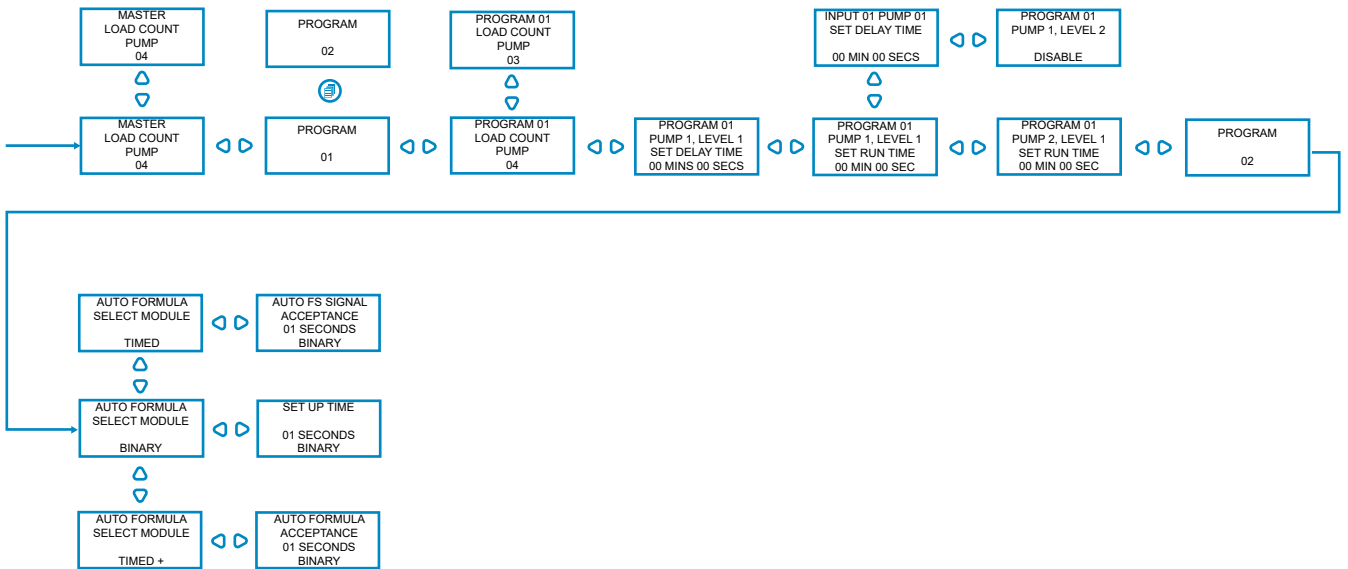 MASTER
LOAD COUNT
PUMP
04
PROGRAM
02
PROGRAM 01
LOAD COUNT
PUMP
03
INPUT 01 PUMP 01
SET DELAY TIME
00 MIN 00 SECS
PROGRAM 01
PUMP 1, LEVEL 2
DISABLE
MASTER
LOAD COUNT
PUMP
04
PROGRAM
01
PROGRAM 01
LOAD COUNT
PUMP
04
PROGRAM 01
PUMP 1, LEVEL 1
SET DELAY TIME
00 MINS 00 SECS
PROGRAM 01
PUMP 1, LEVEL 1
SET RUN TIME
00 MIN 00 SEC
PROGRAM 01
PUMP 2, LEVEL 1
SET RUN TIME
00 MIN 00 SEC
PROGRAM
02
AUTO FORMULA
SELECT MODULE
TIMED
AUTO FS SIGNAL
ACCEPTANCE
01 SECONDS
BINARY
AUTO FORMULA
SELECT MODULE
BINARY
SET UP TIME
01 SECONDS
BINARY
AUTO FORMULA
SELECT MODULE
TIMED +
AUTO FORMULA
ACCEPTANCE
01 SECONDS
BINARY